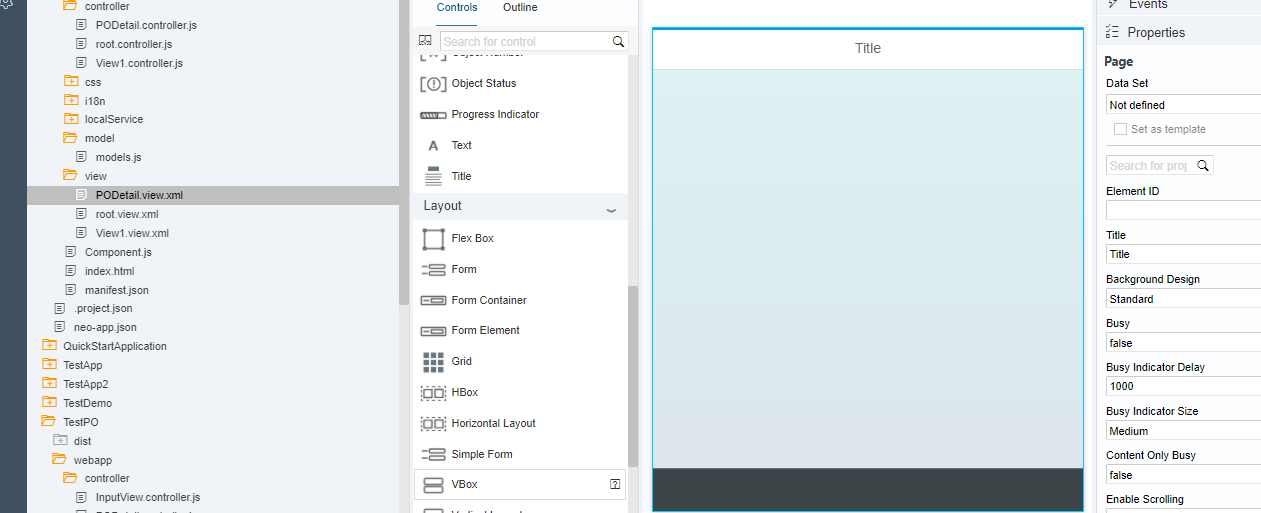 controller
PODetail.controller.js
root.controller.js
View1.controller.js
css
i18n
localService
model
models.js
view
PODetail.view.xml
root.view.xml
View1.view.xml
Component.js
index.html
manifest.json
.project.json
neo-app.json
QuickStartApplication
TestApp
TestApp2
TestDemo
TestPO
dist
webapp
controller
InputView.controller.js
Controls Outline
Search for control
Object Number
Object Status
Progress Indicator
Text
Title
Layout
Flex Box
Form
Form Container
Form Element
Grid
HBox
Horizontal Layout
Simple Form
VBox
Title
Events
Properties
Page
Data Set
Not defined
Set as template
Search for prop
Element ID
Title
Title
Background Design
Standard
Busy
false
Busy Indicator Delay
1000
Busy Indicator Size
Medium
Content Only Busy
false
Enable Scrolling